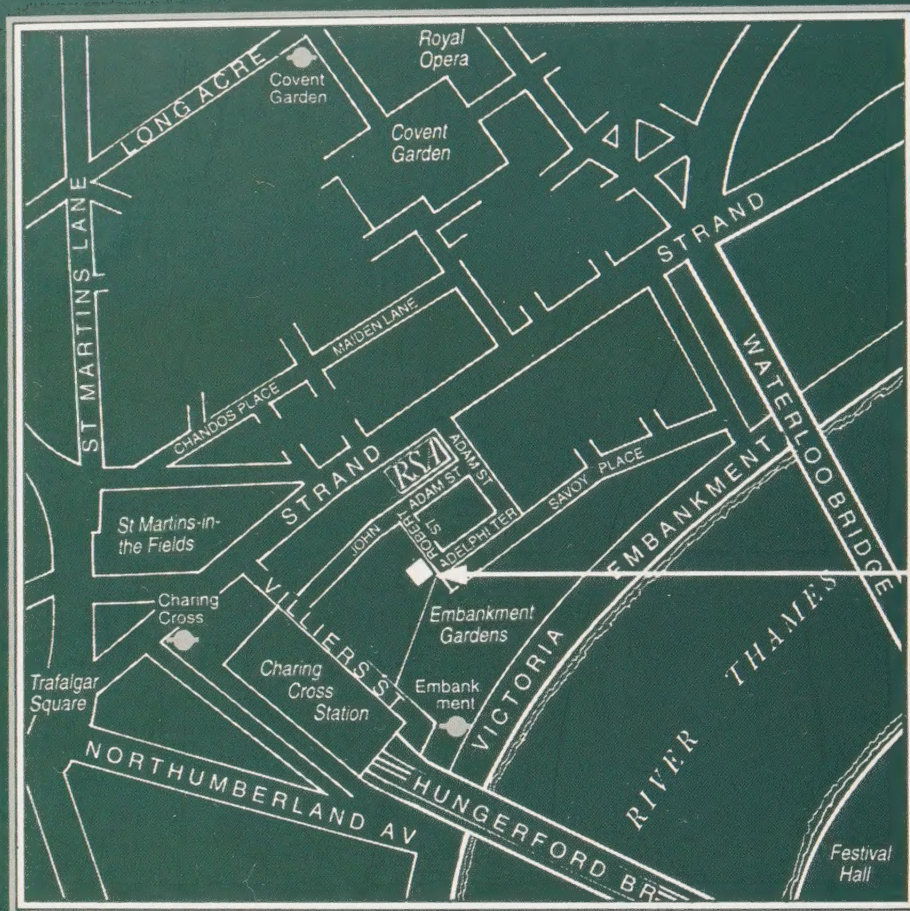 Royal
Opera
Covent
Garden
LONG ACRE
Covent
Garden
ST MARTINS LANE
STRAND
MAIDEN LANE
CHANDOS PLACE
WATERLOO BRIDGE
STRAND
RSA
ADAM ST
JOHN ADAM ST
ROBERT ST
ADELPHI TER
SAVOY PLACE
St Martins-in-
the Fields
VICTORIA EMBANKMENT
Charing
Cross
VILLIERS ST
Embankment
Gardens
RIVER THAMES
Trafalgar
Square
Charing
Cross
Station
Embank
ment
NORTHUMBERLAND AV
HUNGERFORD BR
Festival
Hall